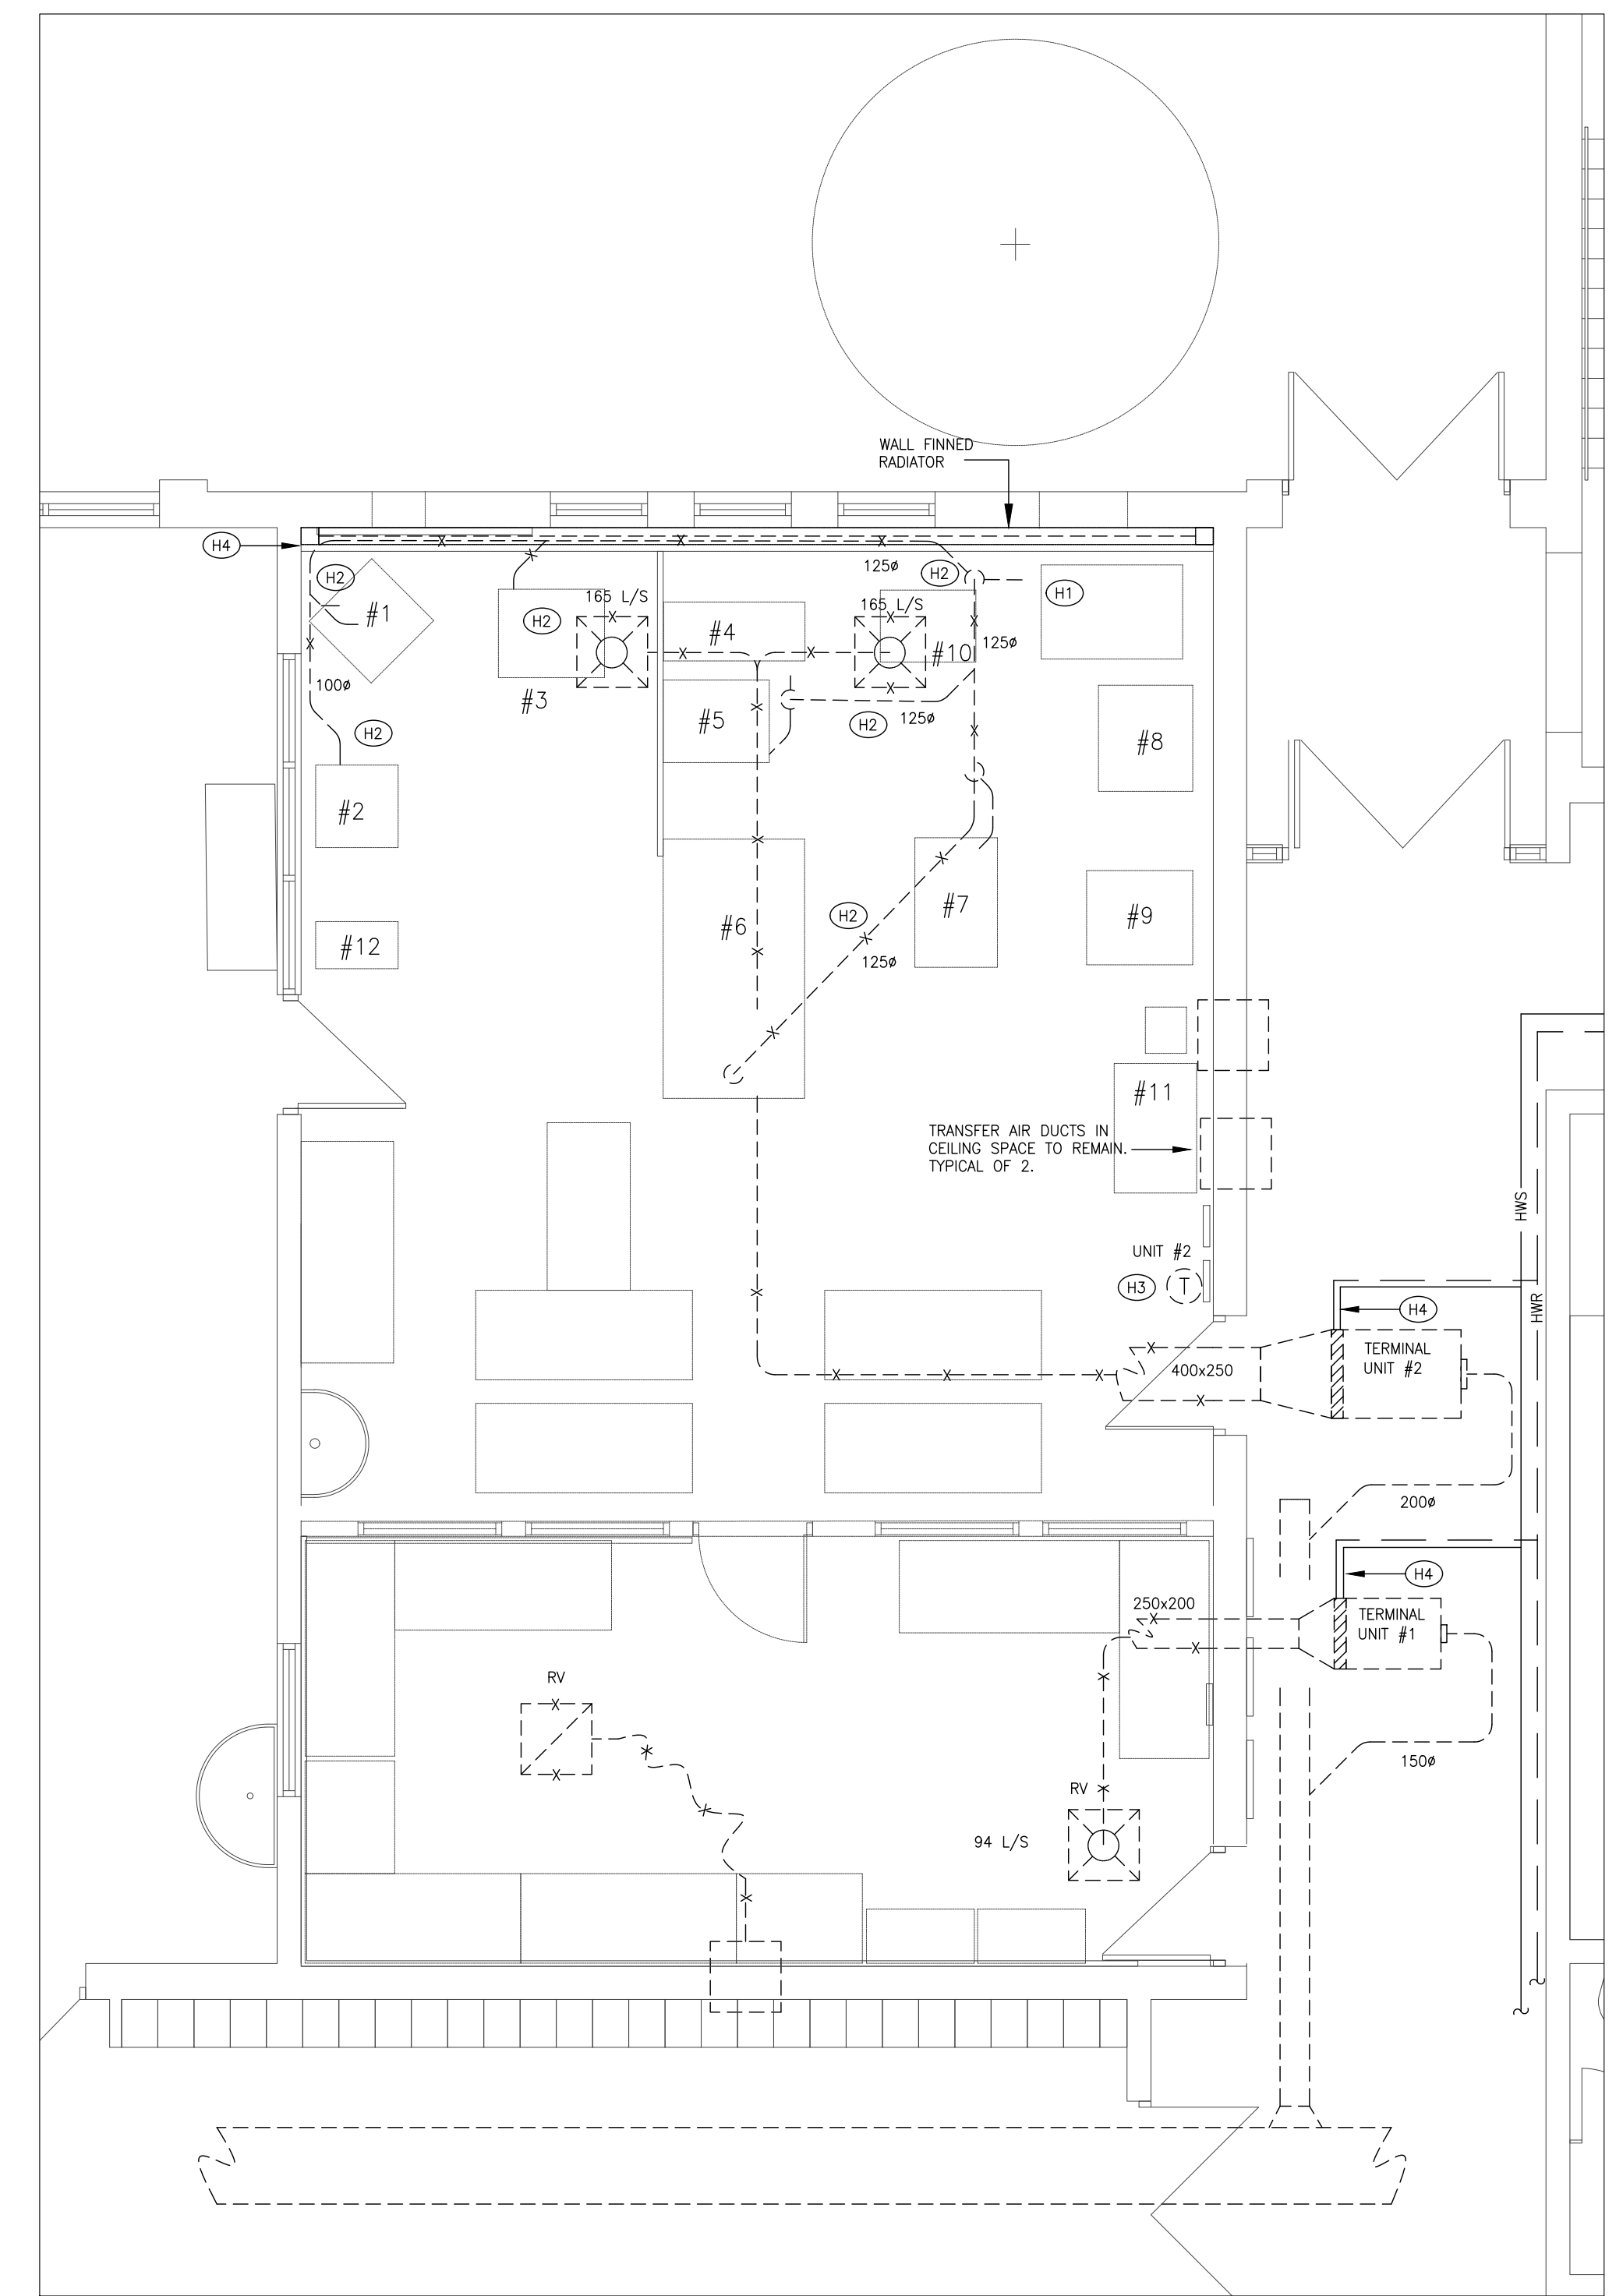 WALL FINNED
RADIATOR
H4
H2
125ø
H2
H1
#1
H2
165 L/S
165 L/S
#4
#10
125ø
100ø
#3
#5
H2
125ø
H2
#8
#2
#6
H2
#7
#9
#12
125ø
#11
TRANSFER AIR DUCTS IN
CEILING SPACE TO REMAIN.
TYPICAL OF 2.
HWS
UNIT #2
H3
T
HWR
H4
TERMINAL
UNIT #2
400x250
200ø
H4
250x200
TERMINAL
UNIT #1
RV
150ø
RV
94 L/S